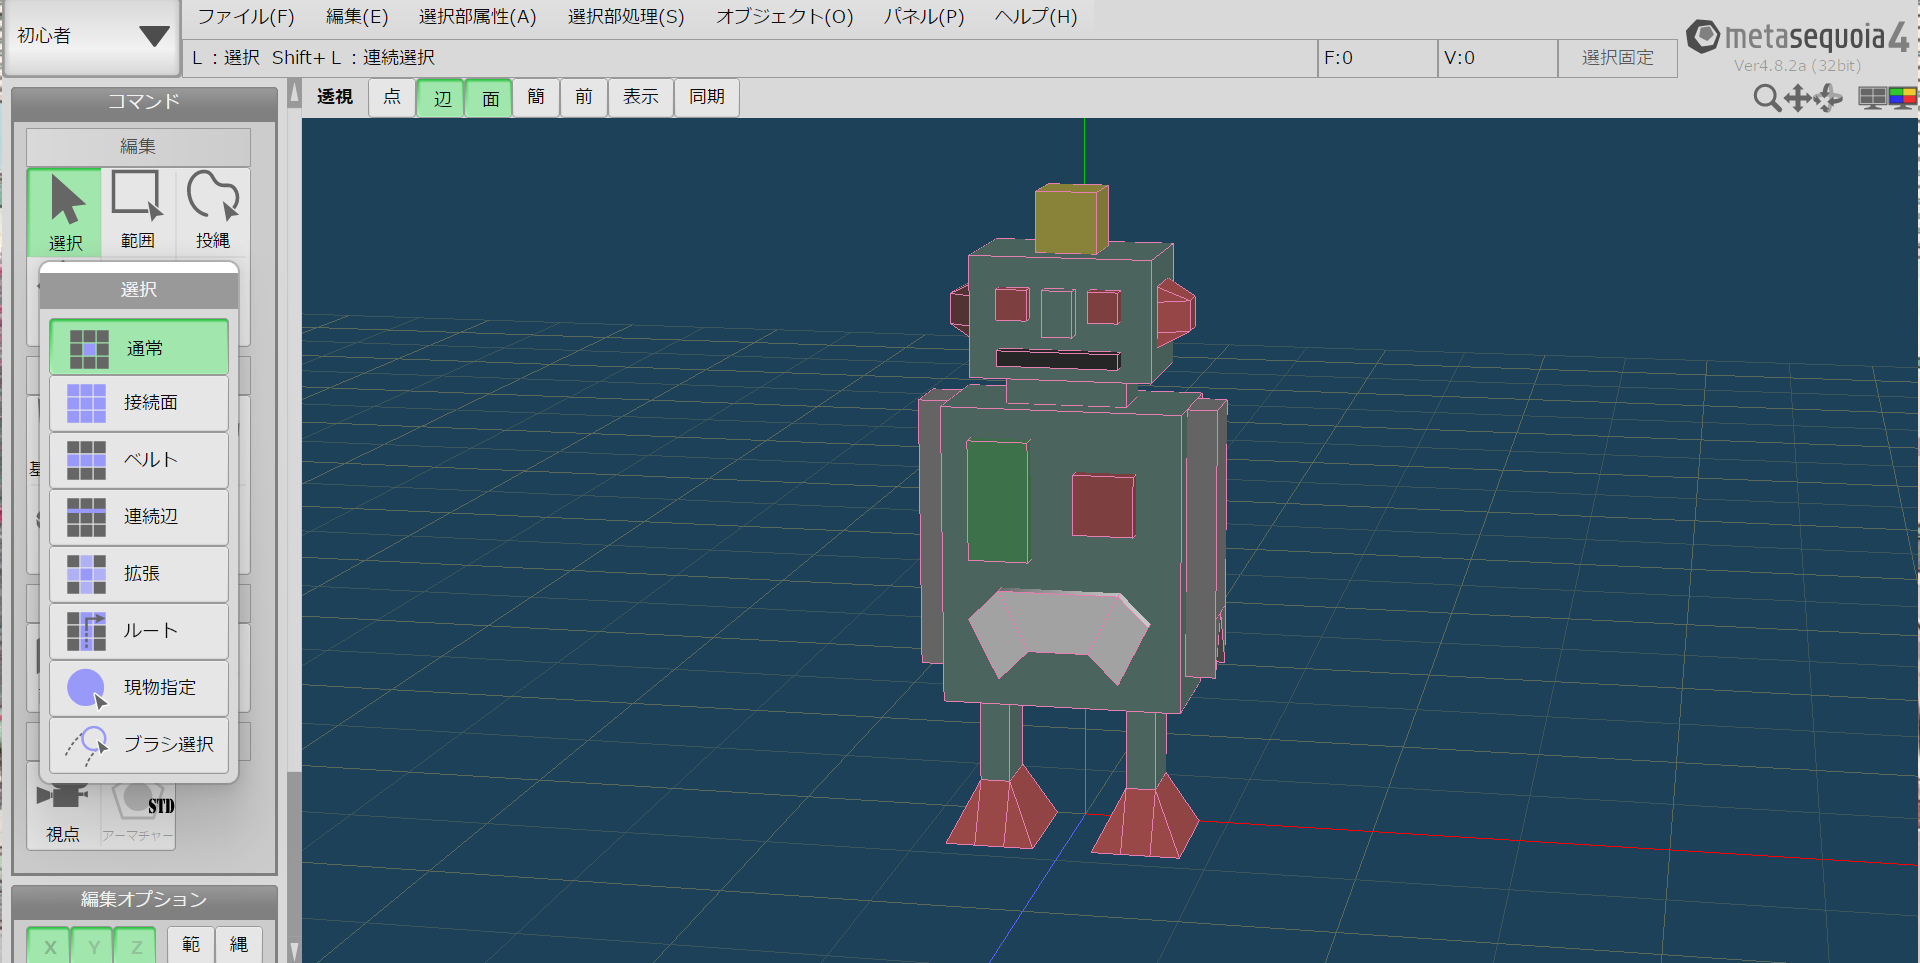 初心者
ファイル(F) 編集(E) 選択部属性(A) 選択部処理(S) オブジェクト(O) パネル(P) ヘルプ(H)
L : 選択 Shift+ L : 連続選択
F:0
V:0
選択固定
metasequoia 4
Ver4.8.2a (32bit)
透視 点 辺 面 簡 前 表示 同期
コマンド
編集
選択 範囲 投縄
選択
通常
接続面
ベルト
連続辺
拡張
ルート
現物指定
ブラシ選択
STD
視点 アーマチャー
編集オプション
X Y Z 範 縄